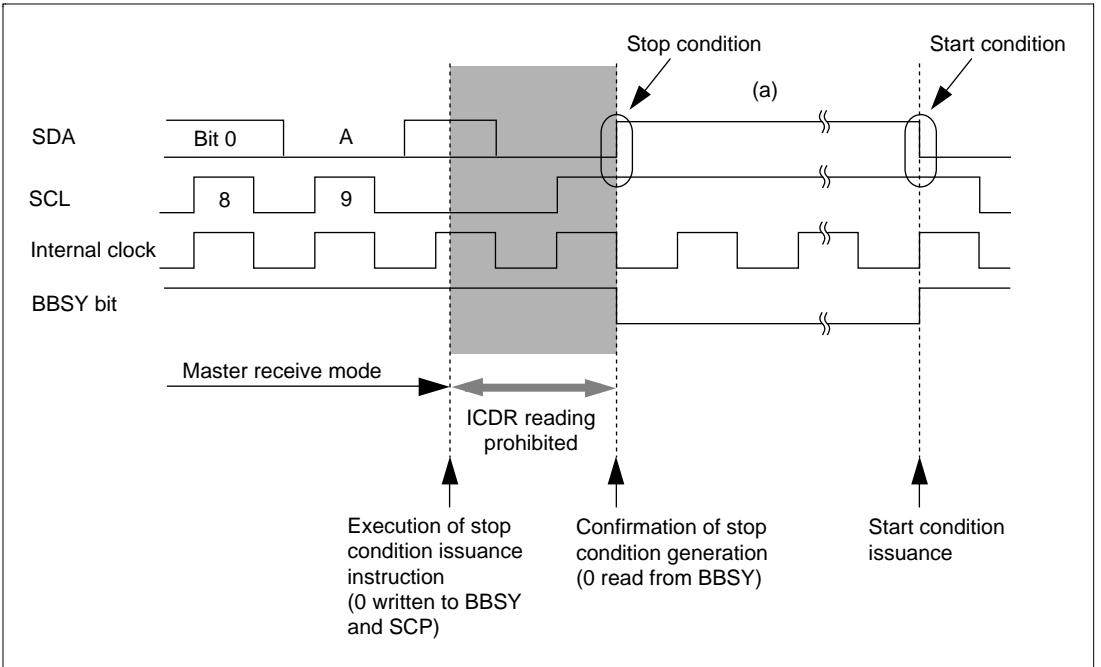 Stop condition
Start condition
(a)
SDA
Bit 0
A
SCL
8
9
Internal clock
BBSY bit
Master receive mode
ICDR reading
prohibited
Execution of stop
condition issuance
instruction
(0 written to BBSY
and SCP)
Confirmation of stop
condition generation
(0 read from BBSY)
Start condition
issuance